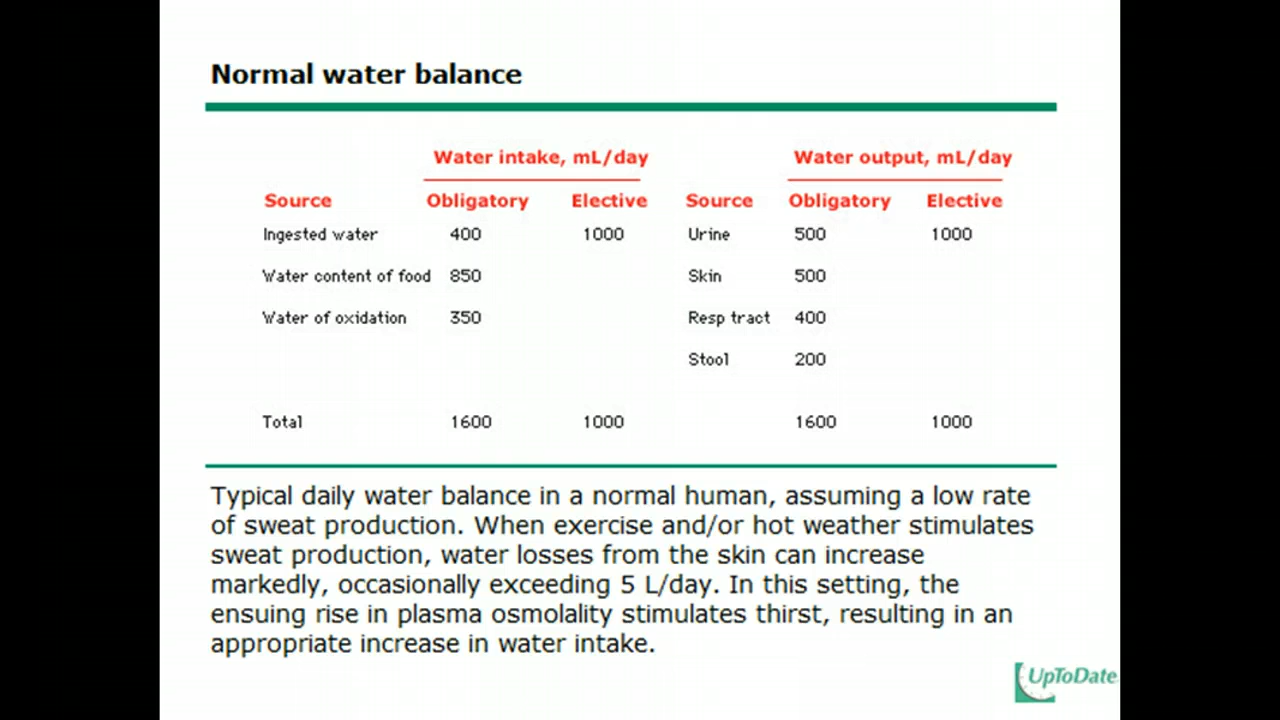 Normal water balance
Water intake, mL/day Water output, mL/day
Source Obligatory Elective Source Obligatory Elective
Ingested water 400 1000 Urine 500 1000
Water content of food 850 Skin 500
Water of oxidation 350 Resp tract 400
Stool 200
Total 1600 1000 1600 1000
Typical daily water balance in a normal human, assuming a low rate
of sweat production. When exercise and/or hot weather stimulates
sweat production, water losses from the skin can increase
markedly, occasionally exceeding 5 L/day. In this setting, the
ensuing rise in plasma osmolality stimulates thirst, resulting in an
appropriate increase in water intake.
UpToDate